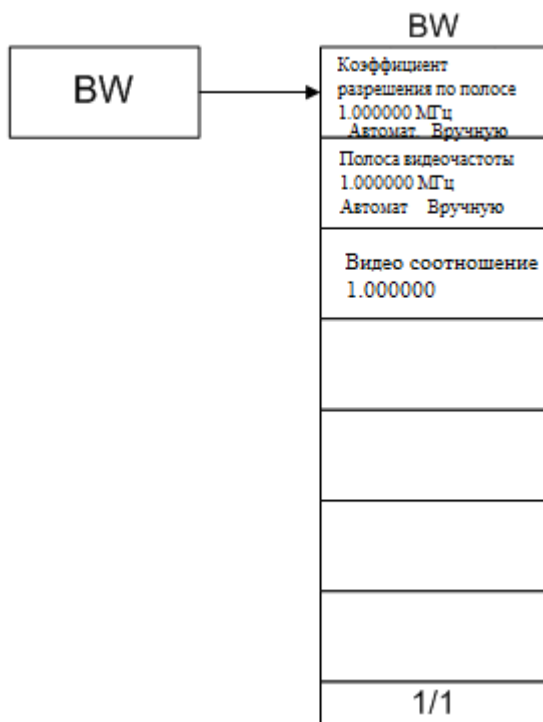 BW
BW
Коэффициент
разрешения по полосе
1.000000 МГц
Автомат. Вручную
Полоса видеочастоты
1.000000 МГц
Автомат Вручную
Видео соотношение
1.000000
1/1